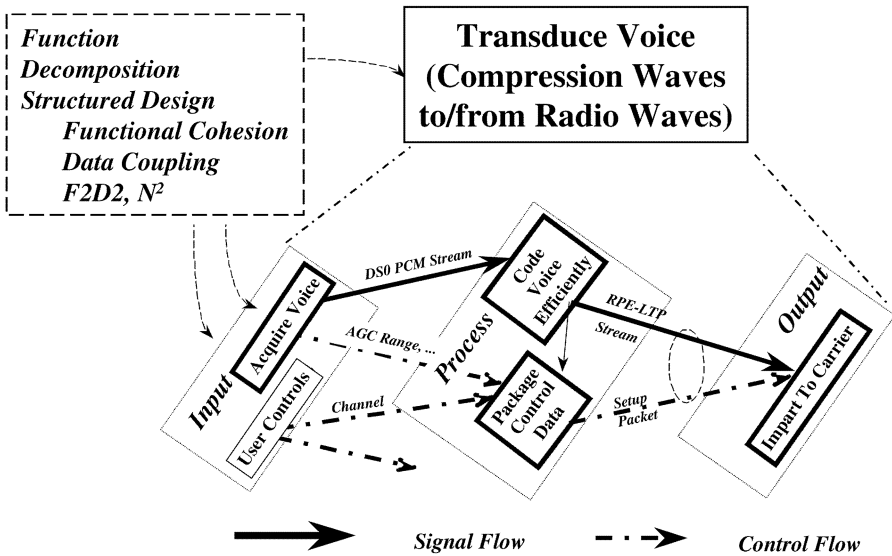 Function
Decomposition
Structured Design
Functional Cohesion
Data Coupling
F2D2, N²
Transduce Voice
(Compression Waves
to/from Radio Waves)
Input
Acquire Voice
User Controls
DS0 PCM Stream
AGC Range, ...
Channel
Process
Code
Voice
Efficiently
Package
Control
Data
RPE-LTP
Stream
Setup
Packet
Output
Impart To Carrier
Signal Flow
Control Flow